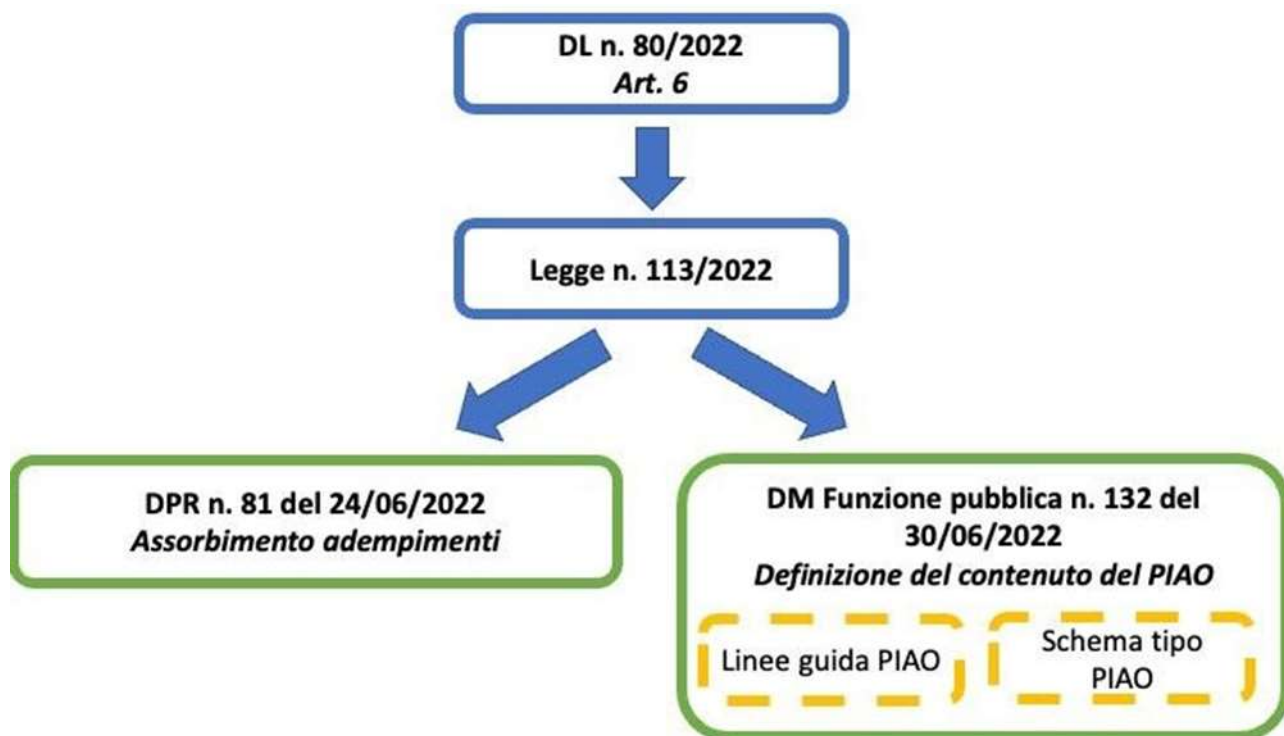 DL n. 80/2022
Art. 6
Legge n. 113/2022
DPR n. 81 del 24/06/2022
Assorbimento adempimenti
DM Funzione pubblica n. 132 del
30/06/2022
Definizione del contenuto del PIAO
Linee guida PIAO
Schema tipo
PIAO